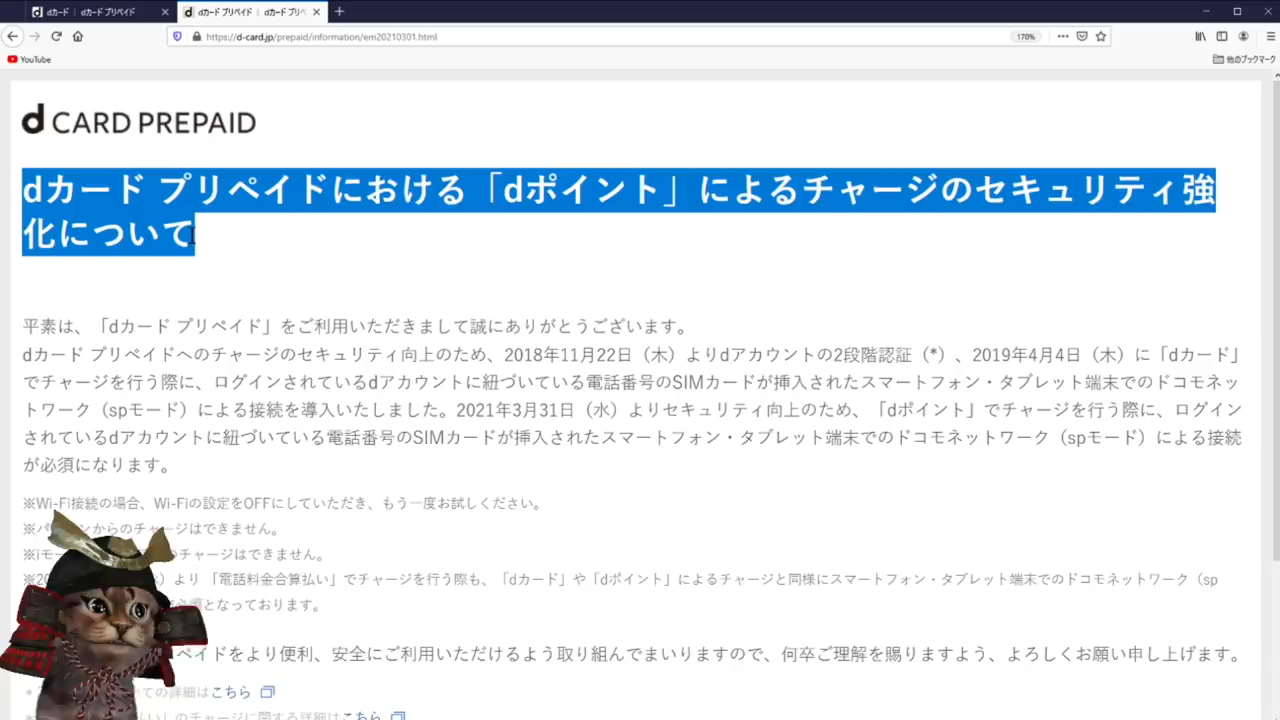 dカード | dカード プリペイド
dカード プリペイド | dカード プリペ
https://d-card.jp/prepaid/information/em20210301.html
170%
YouTube
他のブックマーク
d CARD PREPAID
dカード プリペイドにおける「dポイント」によるチャージのセキュリティ強
化について
平素は、「dカード プリペイド」をご利用いただきまして誠にありがとうございます。
dカード プリペイドへのチャージのセキュリティ向上のため、2018年11月22日（木）よりdアカウントの2段階認証（*）、2019年4月4日（木）に「dカード」
でチャージを行う際に、ログインされているdアカウントに紐づいている電話番号のSIMカードが挿入されたスマートフォン・タブレット端末でのドコモネッ
トワーク（spモード）による接続を導入いたしました。2021年3月31日（水）よりセキュリティ向上のため、「dポイント」でチャージを行う際に、ログイン
されているdアカウントに紐づいている電話番号のSIMカードが挿入されたスマートフォン・タブレット端末でのドコモネットワーク（spモード）による接続
が必須になります。
※Wi-Fi接続の場合、Wi-Fiの設定をOFFにしていただき、もう一度お試しください。
※パ ンからのチャージはできません。
※iモー のチャージはできません。
※20 ）より 「電話料金合算払い」でチャージを行う際も、「dカード」や「dポイント」によるチャージと同様にスマートフォン・タブレット端末でのドコモネットワーク（sp
必須となっております。
ペイドをより便利、安全にご利用いただけるよう取り組んでまいりますので、何卒ご理解を賜りますよう、よろしくお願い申し上げます。
* ての詳細はこちら
払い」のチャージに関する詳細はこちら